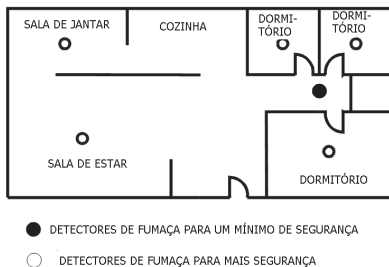 SALA DE JANTAR
COZINHA
DORMI-
TÓRIO
DORMI-
TÓRIO
SALA DE ESTAR
DORMITÓRIO
DETECTORES DE FUMAÇA PARA UM MÍNIMO DE SEGURANÇA
DETECTORES DE FUMAÇA PARA MAIS SEGURANÇA